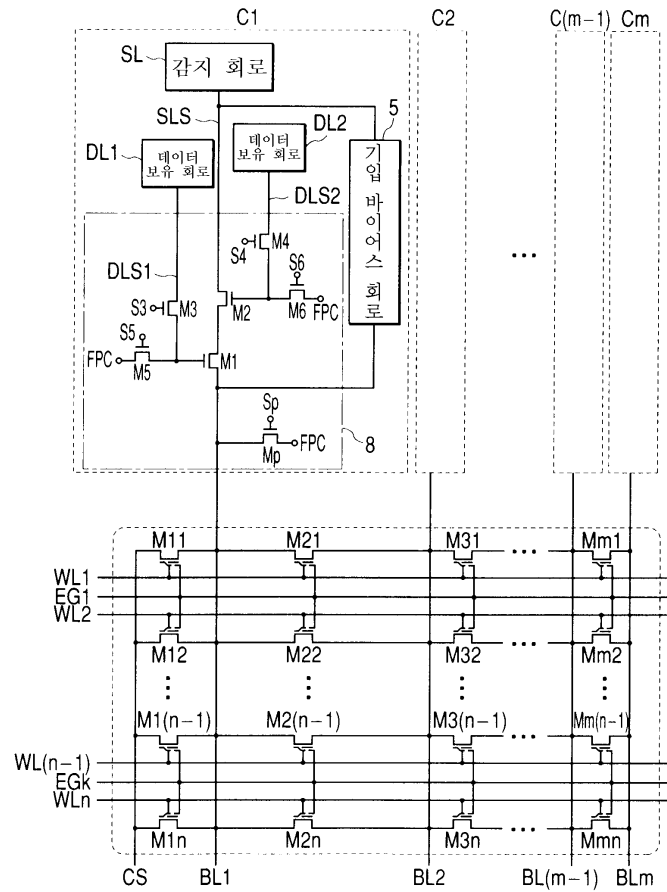 C1 C2 C(m-1) Cm
SL
감지 회로
SLS
5
DL1
데이터
보유 회로
DL2
데이터
보유 회로
기입 바이어스 회로
DLS2
DLS1
S4 M4
S6
S3 M3
M2
M6 FPC
S5
FPC M5
M1
...
Sp
FPC
Mp
8
M11 M21 M31 ... Mm1
WL1
EG1
WL2
M12 M22 M32 ... Mm2
M1(n-1) M2(n-1) M3(n-1) ... Mm(n-1)
WL(n-1)
EGk
WLn
M1n M2n M3n ... Mmn
CS BL1 BL2 BL(m-1) BLm